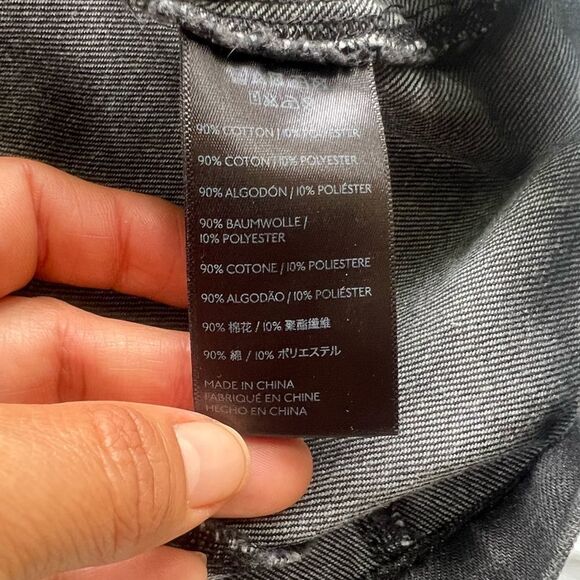 90% COTTON / 10% POLYESTER
90% COTON / 10% POLYESTER
90% ALGODÓN / 10% POLIÉSTER
90% BAUMWOLLE /
10% POLYESTER
90% COTONE / 10% POLIESTERE
90% ALGODÃO / 10% POLIÉSTER
90% 棉花 / 10% 聚酯纖維
90% 綿 / 10% ポリエステル
MADE IN CHINA
FABRIQUÉ EN CHINE
HECHO EN CHINA